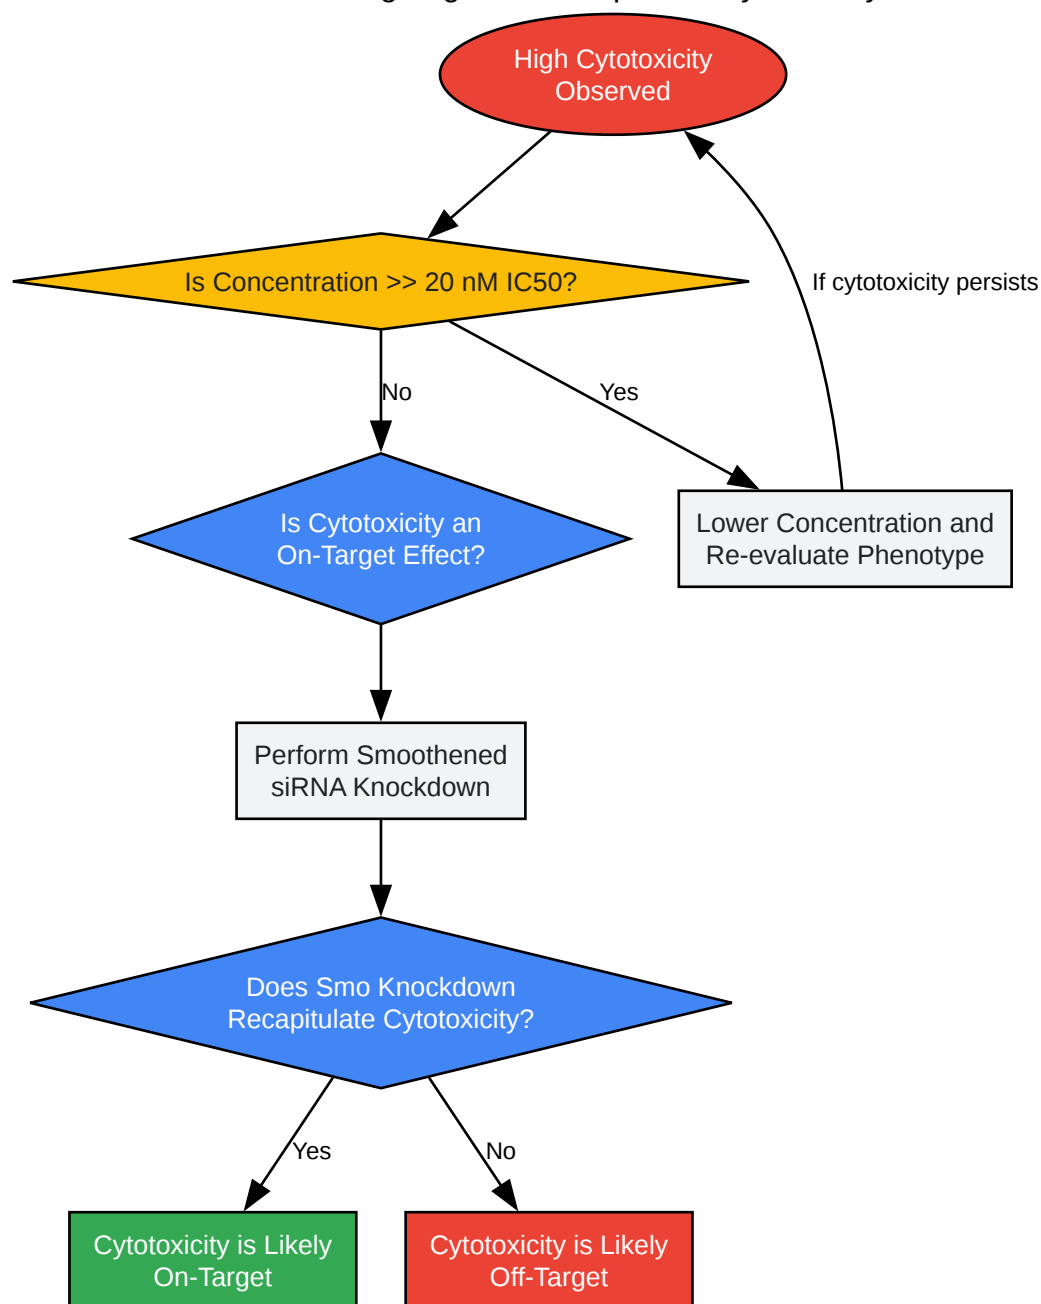 High Cytotoxicity
Observed
Is Concentration >> 20 nM IC50?
If cytotoxicity persists
No
Yes
Is Cytotoxicity an
On-Target Effect?
Lower Concentration and
Re-evaluate Phenotype
Perform Smoothened
siRNA Knockdown
Does Smo Knockdown
Recapitulate Cytotoxicity?
Yes
No
Cytotoxicity is Likely
On-Target
Cytotoxicity is Likely
Off-Target